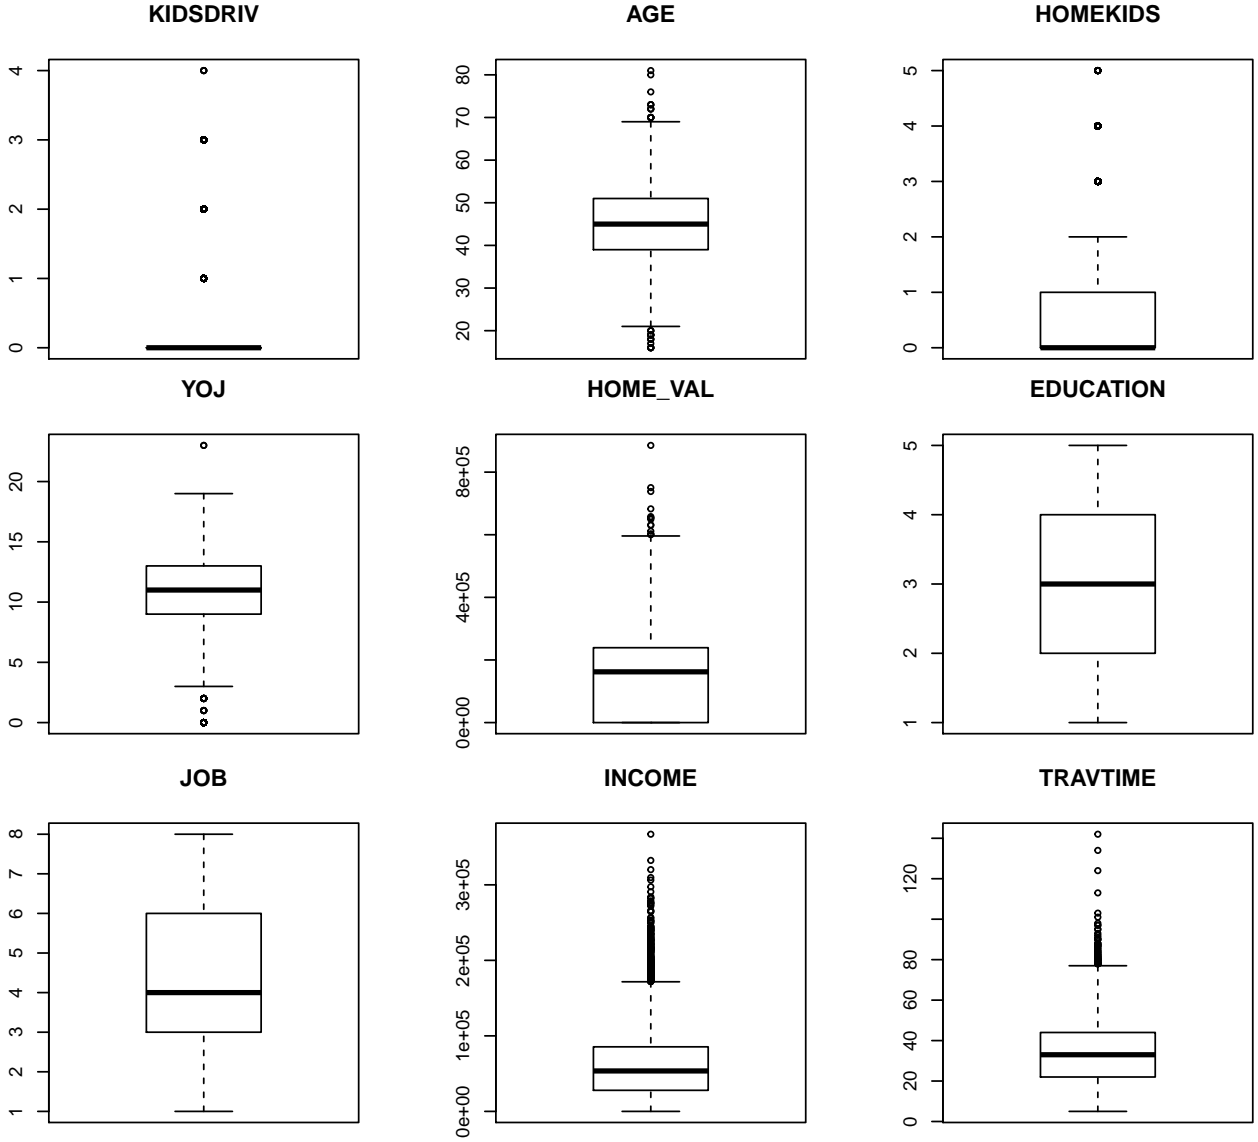 KIDSDRIV AGE HOMEKIDS
0 1 2 3 4
20 30 40 50 60 70 80
0 1 2 3 4 5
YOJ HOME_VAL EDUCATION
0 5 10 15 20
0e+00 4e+05 8e+05
1 2 3 4 5
JOB INCOME TRAVTIME
1 2 3 4 5 6 7 8
0e+00 1e+05 2e+05 3e+05
0 20 40 60 80 120